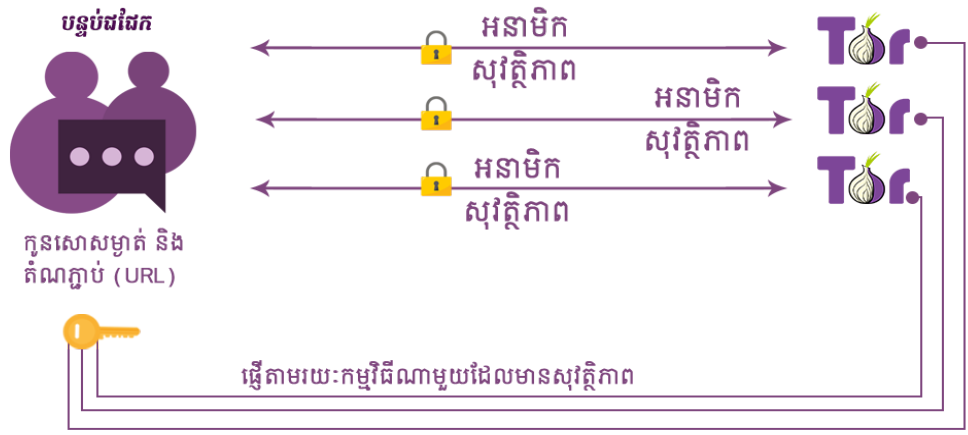 បន្ទប់ជជែក
អនាមិក
សុវត្ថិភាព
Tor
អនាមិក
សុវត្ថិភាព
Tor
អនាមិក
សុវត្ថិភាព
Tor
កូនសោសម្ងាត់ និង
តំណភ្ជាប់ (URL)
ផ្ញើតាមរយៈកម្មវិធីណាមួយដែលមានសុវត្ថិភាព